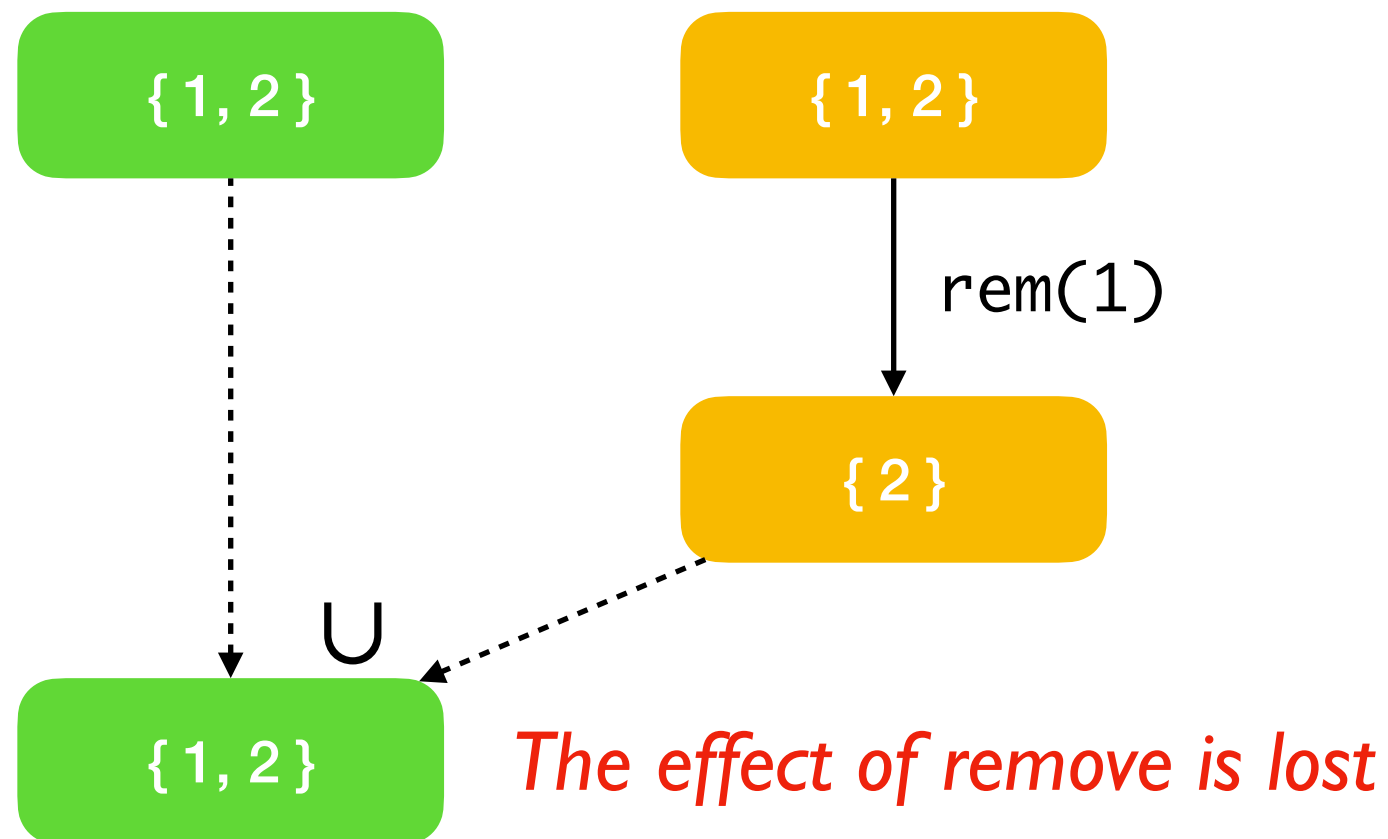 { 1, 2 }
{ 1, 2 }
rem(1)
{ 2 }
∪
{ 1, 2 }
The effect of remove is lost